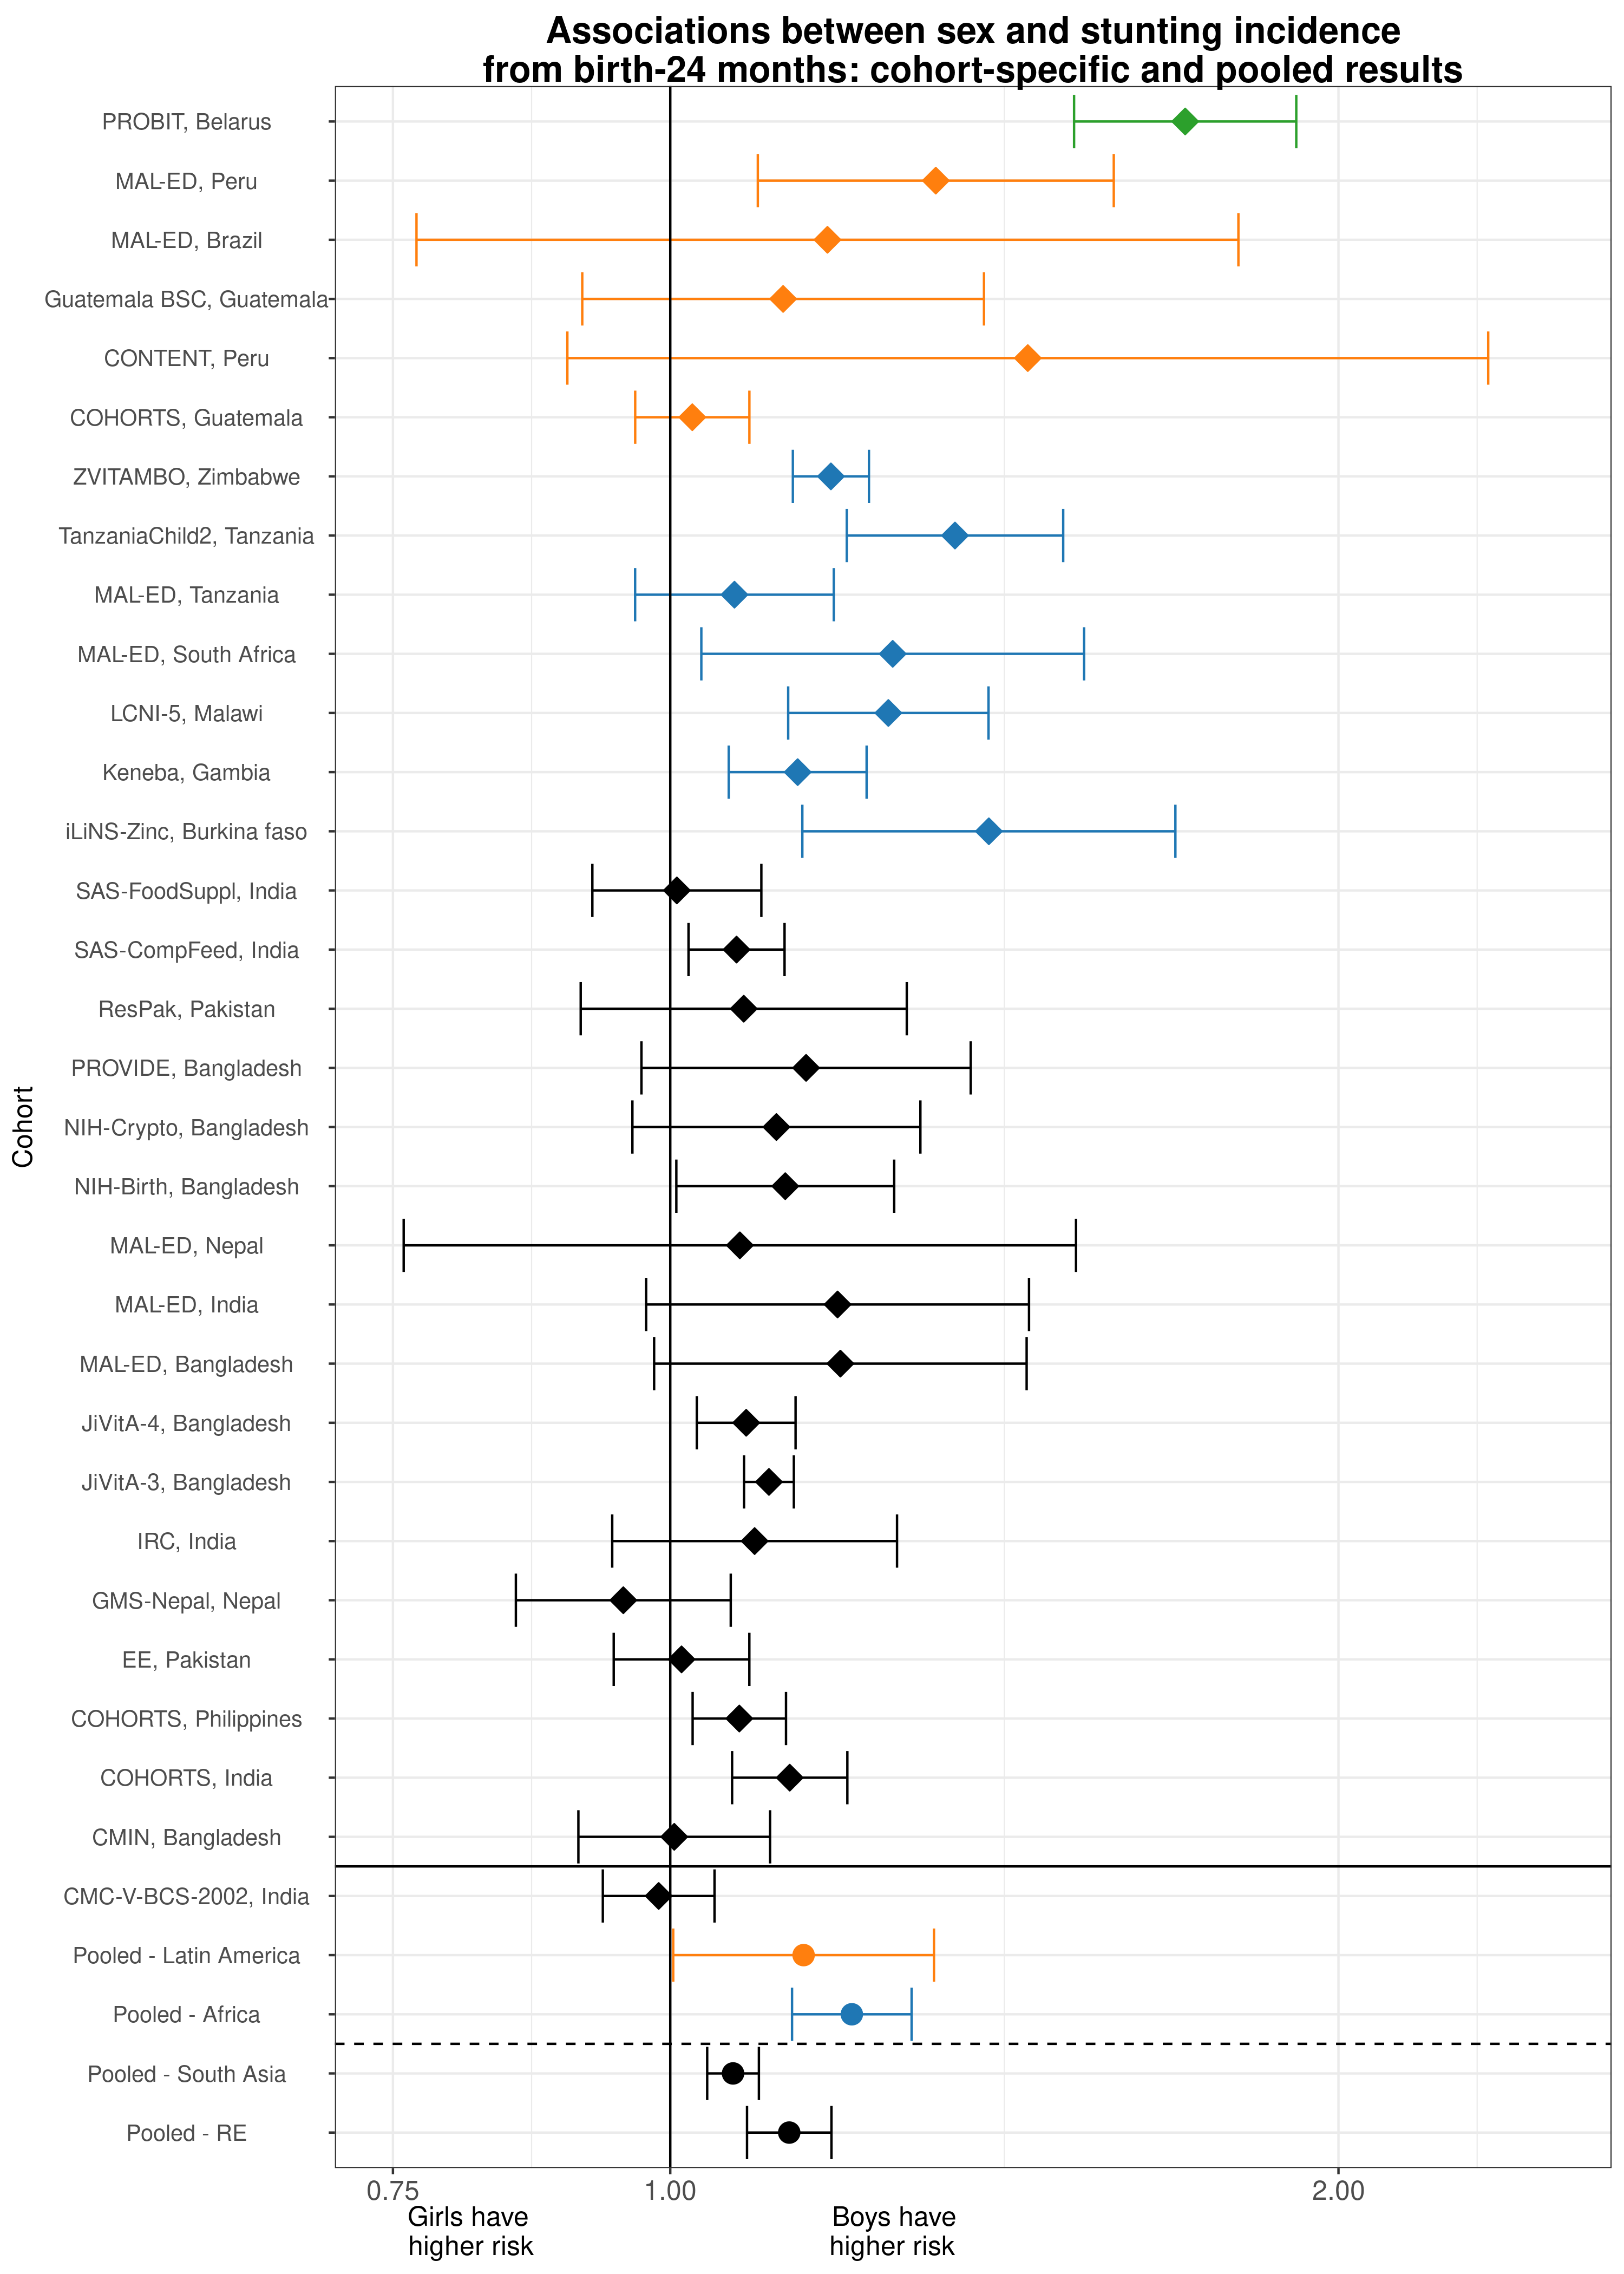 Associations between sex and stunting incidence
from birth-24 months: cohort-specific and pooled results
PROBIT, Belarus
MAL-ED, Peru
MAL-ED, Brazil
Guatemala BSC, Guatemala
CONTENT, Peru
COHORTS, Guatemala
ZVITAMBO, Zimbabwe
TanzaniaChild2, Tanzania
MAL-ED, Tanzania
MAL-ED, South Africa
LCNI-5, Malawi
Keneba, Gambia
iLiNS-Zinc, Burkina faso
SAS-FoodSuppl, India
SAS-CompFeed, India
ResPak, Pakistan
PROVIDE, Bangladesh
NIH-Crypto, Bangladesh
NIH-Birth, Bangladesh
MAL-ED, Nepal
MAL-ED, India
MAL-ED, Bangladesh
JiVitA-4, Bangladesh
JiVitA-3, Bangladesh
IRC, India
GMS-Nepal, Nepal
EE, Pakistan
COHORTS, Philippines
COHORTS, India
CMIN, Bangladesh
CMC-V-BCS-2002, India
Pooled - Latin America
Pooled - Africa
Pooled - South Asia
Pooled - RE
Cohort
0.75 1.00 2.00
Girls have
higher risk
Boys have
higher risk